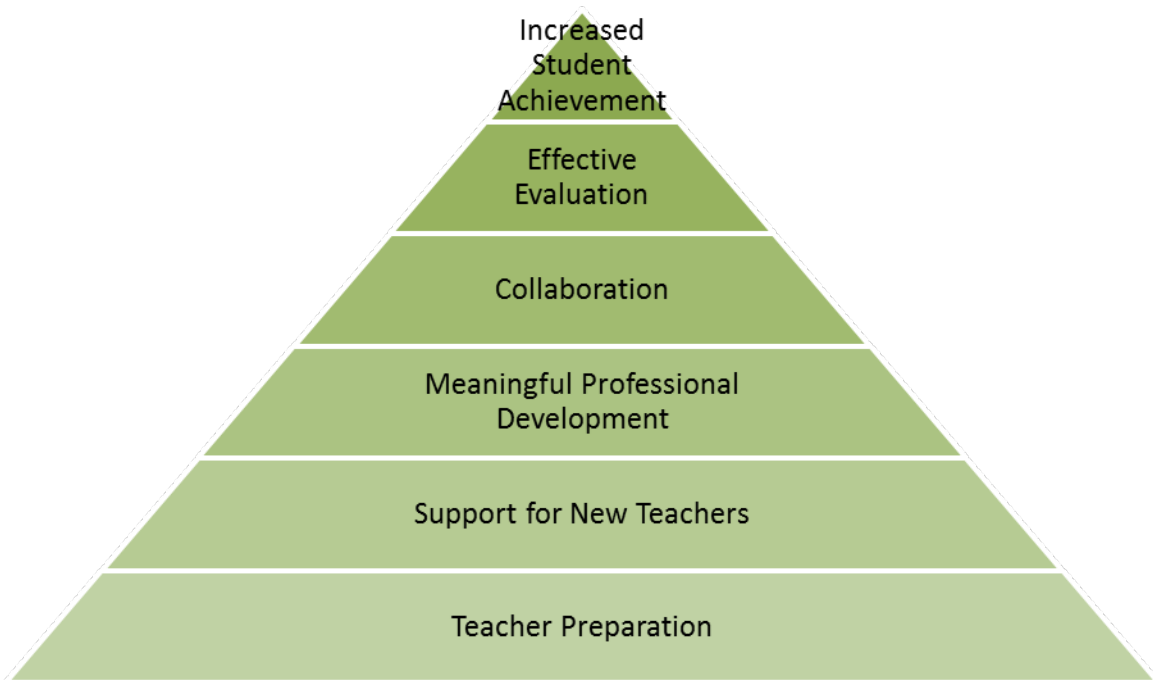 Increased
Student
Achievement
Effective
Evaluation
Collaboration
Meaningful Professional
Development
Support for New Teachers
Teacher Preparation